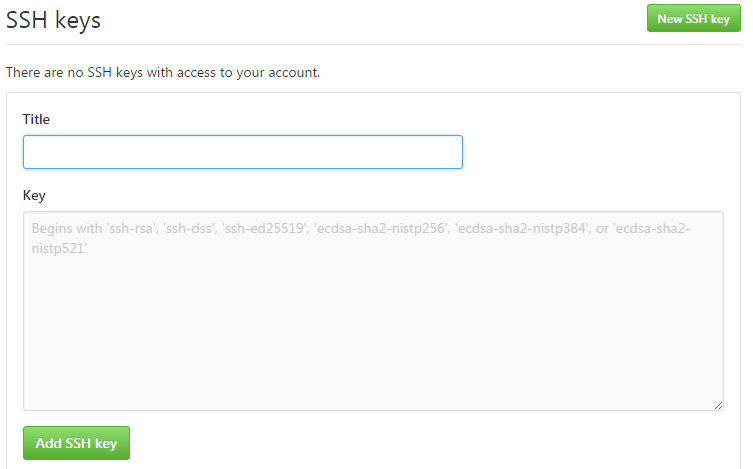 SSH keys
New SSH key
There are no SSH keys with access to your account.
Title
Key
Begins with 'ssh-rsa', 'ssh-dss', 'ssh-ed25519', 'ecdsa-sha2-nistp256', 'ecdsa-sha2-nistp384', or 'ecdsa-sha2-
nistp521'
Add SSH key